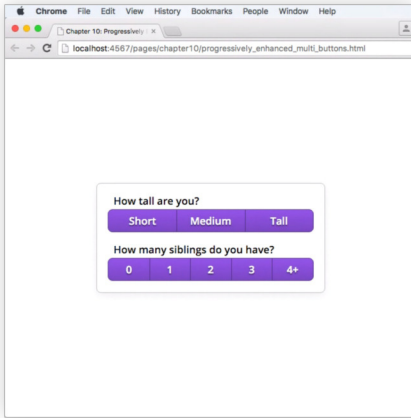 Chrome File Edit View History Bookmarks People Window Help
Chapter 10: Progressively
localhost:4567/pages/chapter10/progressively_enhanced_multi_buttons.html
How tall are you?
Short Medium Tall
How many siblings do you have?
0 1 2 3 4+